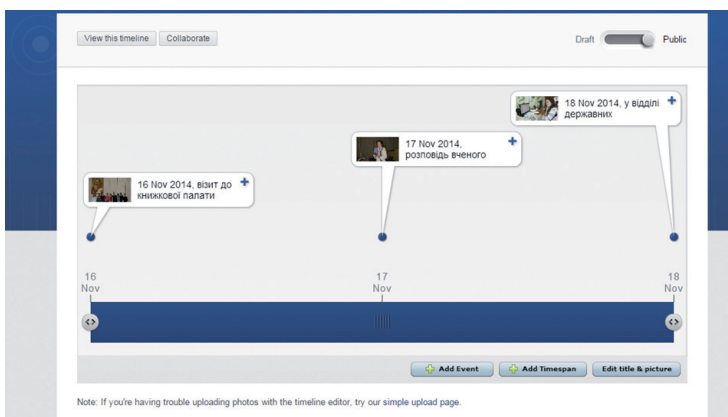 View this timeline
Collaborate
Draft
Public
18 Nov 2014, у відділі
державних
17 Nov 2014,
розповідь вченого
16 Nov 2014, візит до
книжкової палати
16
Nov
17
Nov
18
Nov
Add Event
Add Timespan
Edit title & picture
Note: If you're having trouble uploading photos with the timeline editor, try our simple upload page.